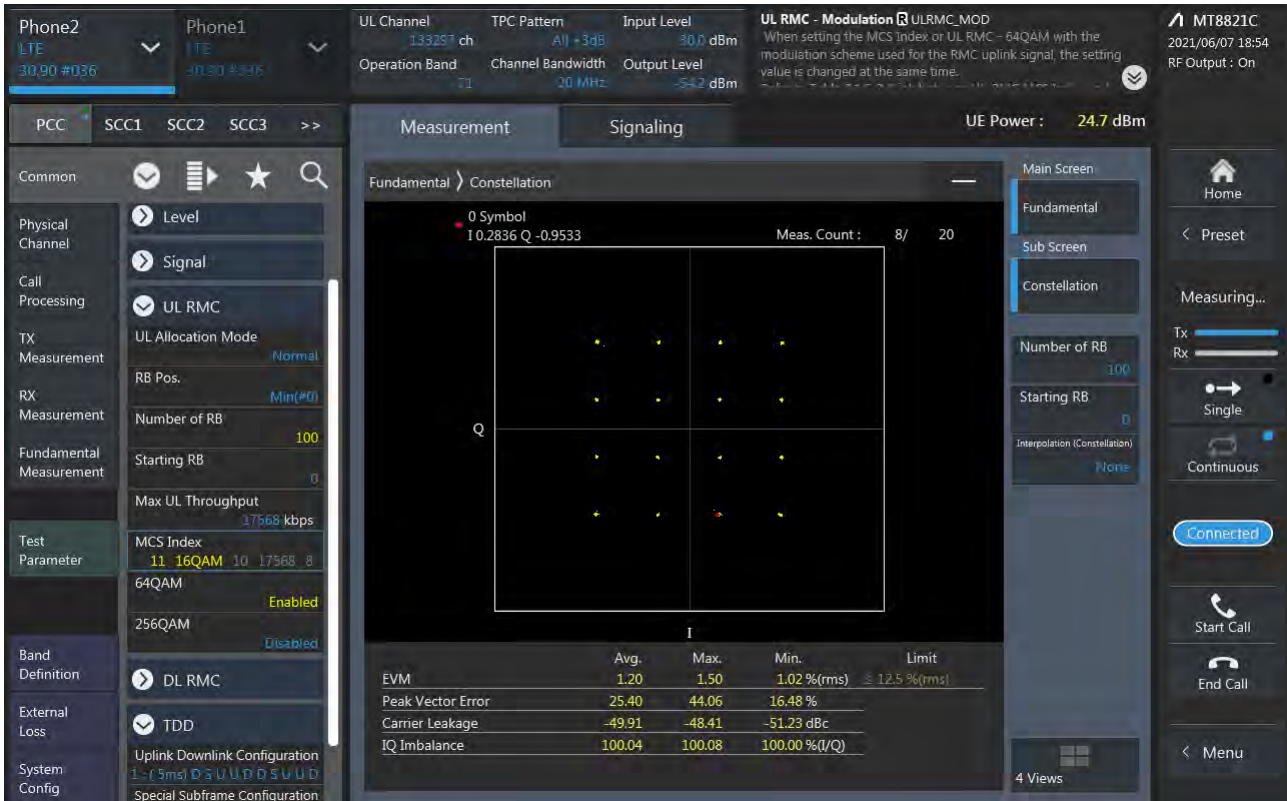 Phone2
LTE
30.90 #036
Phone1
LTE
UL Channel
133297 ch
TPC Pattern
All +3dB
Input Level
30.0 dBm
Operation Band
71
Channel Bandwidth
20 MHz
Output Level
-54.2 dBm
UL RMC - Modulation R ULRMC_MOD
When setting the MCS Index or UL RMC - 64QAM with the
modulation scheme used for the RMC uplink signal, the setting
value is changed at the same time.
MT8821C
2021/06/07 18:54
RF Output : On
PCC SCC1 SCC2 SCC3 >>
Measurement
Signaling
UE Power : 24.7 dBm
Common
Physical
Channel
Call
Processing
TX
Measurement
RX
Measurement
Fundamental
Measurement
Test
Parameter
Band
Definition
External
Loss
System
Config
Level
Signal
UL RMC
UL Allocation Mode
Normal
RB Pos.
Min(#0)
Number of RB
100
Starting RB
0
Max UL Throughput
17568 kbps
MCS Index
11 16QAM 10 17568 8
64QAM
Enabled
256QAM
Disabled
DL RMC
TDD
Uplink Downlink Configuration
1 : ( 5ms) D S U U D D S U U D
Special Subframe Configuration
Fundamental > Constellation
0 Symbol
I 0.2836 Q -0.9533
Meas. Count : 8/ 20
Q
I
Avg. Max. Min. Limit
EVM 1.20 1.50 1.02 %(rms) ≦ 12.5 %(rms)
Peak Vector Error 25.40 44.06 16.48 %
Carrier Leakage -49.91 -48.41 -51.23 dBc
IQ Imbalance 100.04 100.08 100.00 %(I/Q)
Main Screen
Fundamental
Sub Screen
Constellation
Number of RB
100
Starting RB
0
Interpolation (Constellation)
None
4 Views
Home
< Preset
Measuring...
Tx
Rx
Single
Continuous
Connected
Start Call
End Call
< Menu